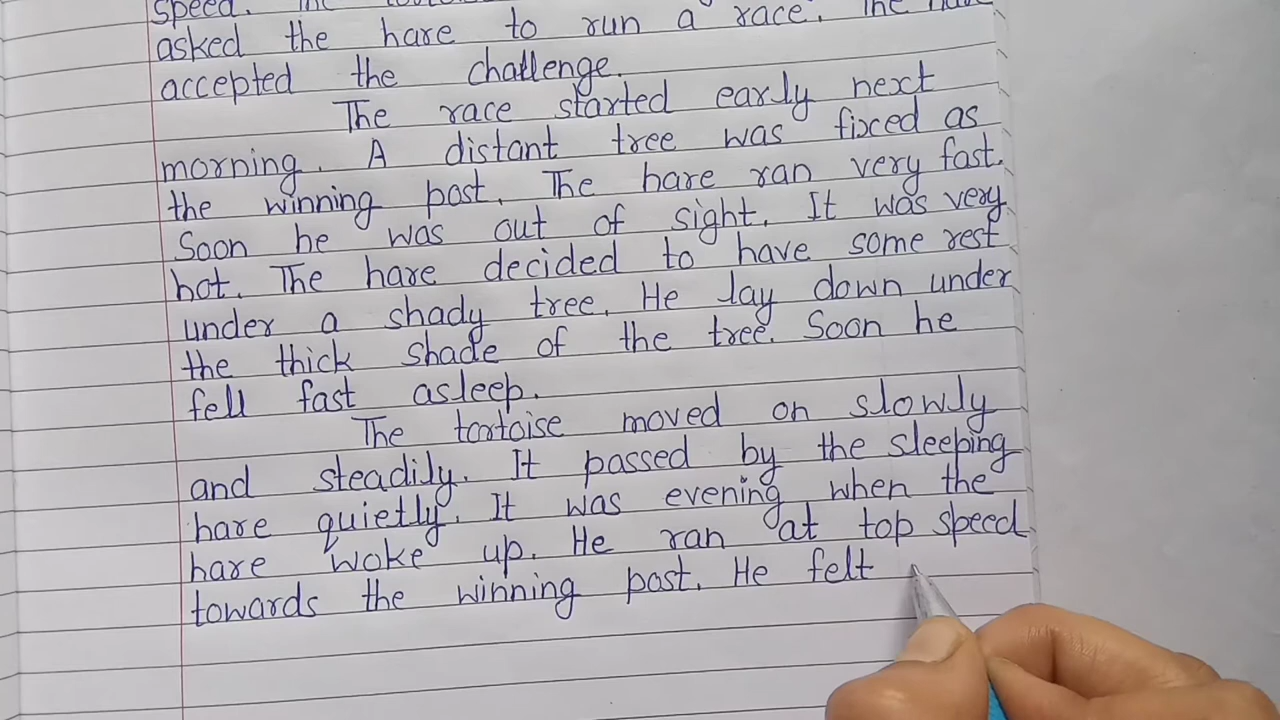 speed. The
asked the hare to run a race. The hare
accepted the challenge.
The race started early next
morning. A distant tree was fixed as
the winning post. The hare ran very fast.
Soon he was out of sight. It was very
hot. The hare decided to have some rest
under a shady tree. He lay down under
the thick shade of the tree. Soon he
fell fast asleep.
The tortoise moved on slowly
and steadily. It passed by the sleeping
hare quietly. It was evening when the
hare woke up. He ran at top speed
towards the winning post. He felt